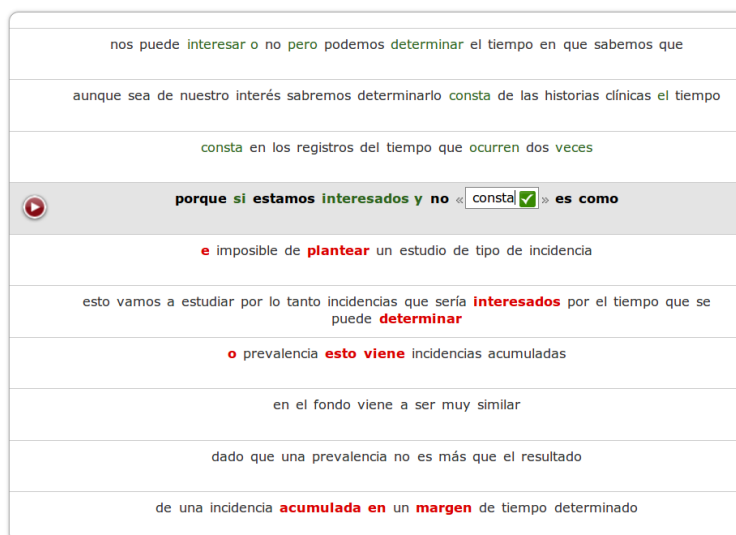 nos puede interesar o no pero podemos determinar el tiempo en que sabemos que
aunque sea de nuestro interés sabremos determinarlo consta de las historias clínicas el tiempo
consta en los registros del tiempo que ocurren dos veces
porque si estamos interesados y no « consta » es como
e imposible de plantear un estudio de tipo de incidencia
esto vamos a estudiar por lo tanto incidencias que sería interesados por el tiempo que se
puede determinar
o prevalencia esto viene incidencias acumuladas
en el fondo viene a ser muy similar
dado que una prevalencia no es más que el resultado
de una incidencia acumulada en un margen de tiempo determinado